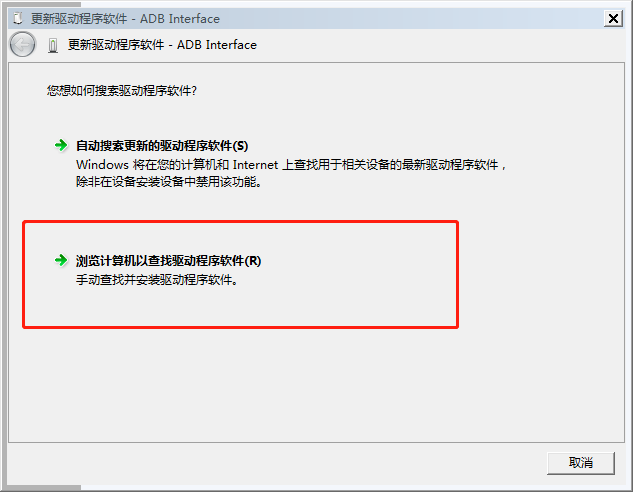 更新驱动程序软件 - ADB Interface
更新驱动程序软件 - ADB Interface
您想如何搜索驱动程序软件?
自动搜索更新的驱动程序软件(S)
Windows 将在您的计算机和 Internet 上查找用于相关设备的最新驱动程序软件，
除非在设备安装设备中禁用该功能。
浏览计算机以查找驱动程序软件(R)
手动查找并安装驱动程序软件。
取消